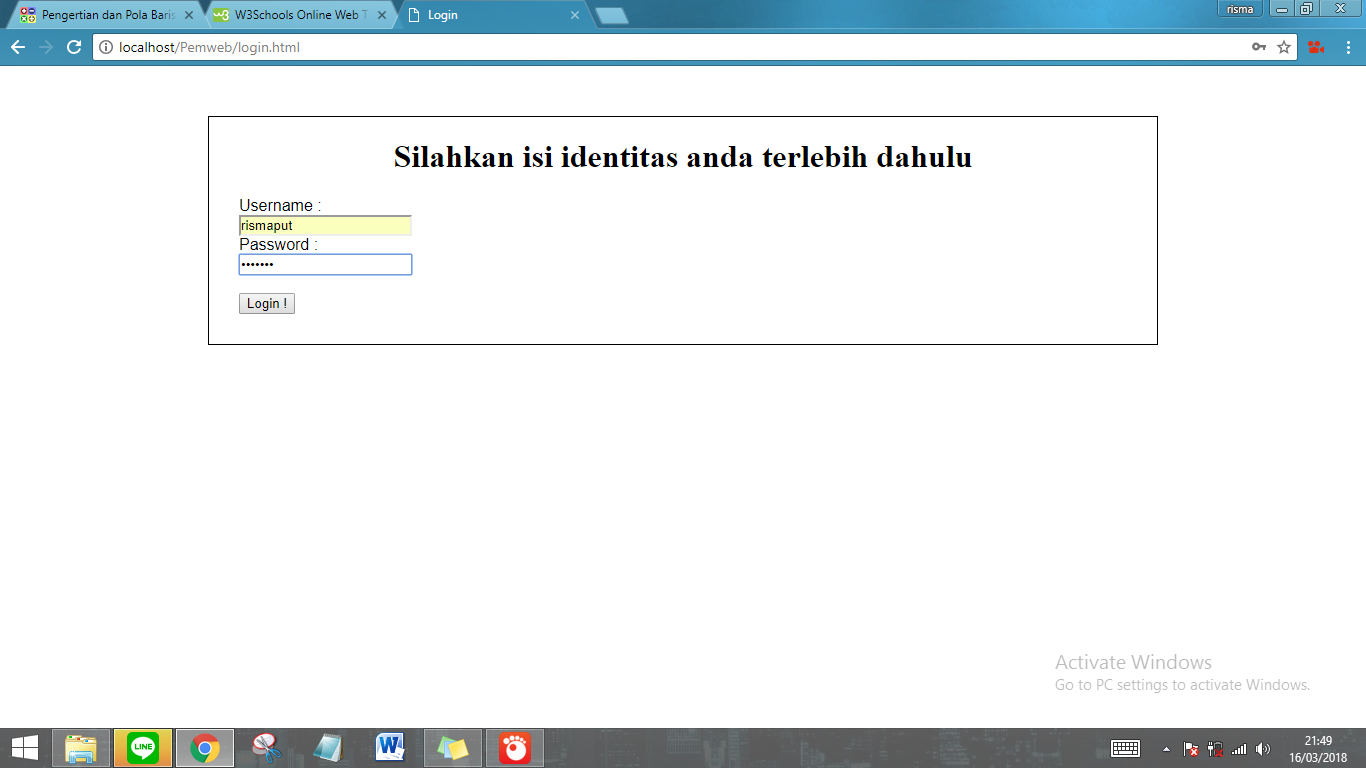 Pengertian dan Pola Baris
W3Schools Online Web T
Login
risma
localhost/Pemweb/login.html
Silahkan isi identitas anda terlebih dahulu
Username :
rismaput
Password :
•••••••
Login !
Activate Windows
Go to PC settings to activate Windows.
LINE
21:49
16/03/2018